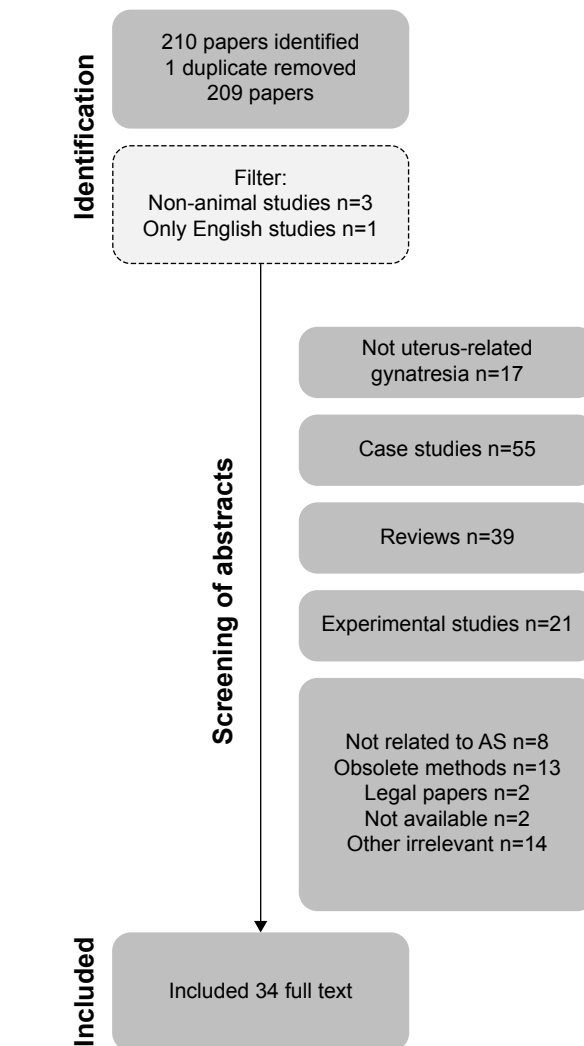 Identification
210 papers identified
1 duplicate removed
209 papers
Filter:
Non-animal studies n=3
Only English studies n=1
Screening of abstracts
Not uterus-related
gynatresia n=17
Case studies n=55
Reviews n=39
Experimental studies n=21
Not related to AS n=8
Obsolete methods n=13
Legal papers n=2
Not available n=2
Other irrelevant n=14
Included
Included 34 full text